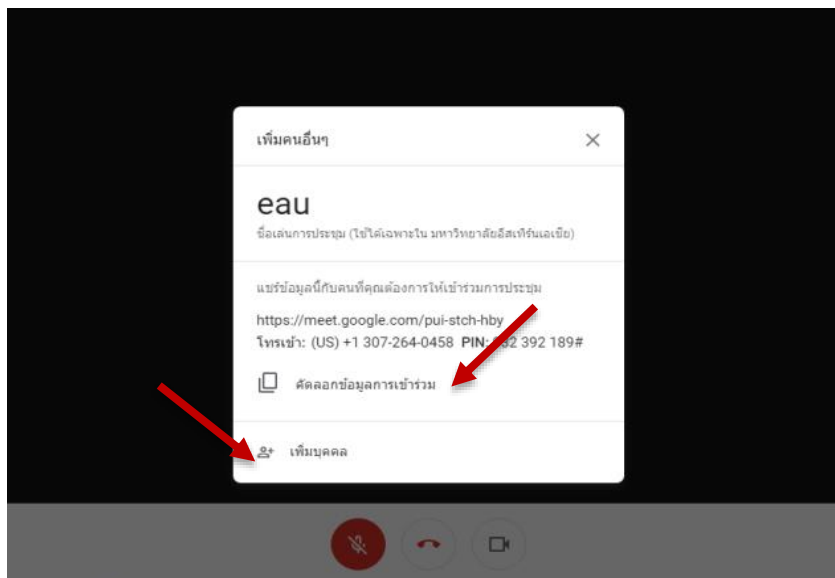 เพิ่มคนอื่นๆ
eau
ชื่อเล่นการประชุม (ใช้ได้เฉพาะใน มหาวิทยาลัยอีสเทิร์นเอเชีย)
แชร์ข้อมูลนี้กับคนที่คุณต้องการให้เข้าร่วมการประชุม
https://meet.google.com/pui-stch-hby
โทรเข้า: (US) +1 307-264-0458 PIN: 392 189#
คัดลอกข้อมูลการเข้าร่วม
เพิ่มบุคคล